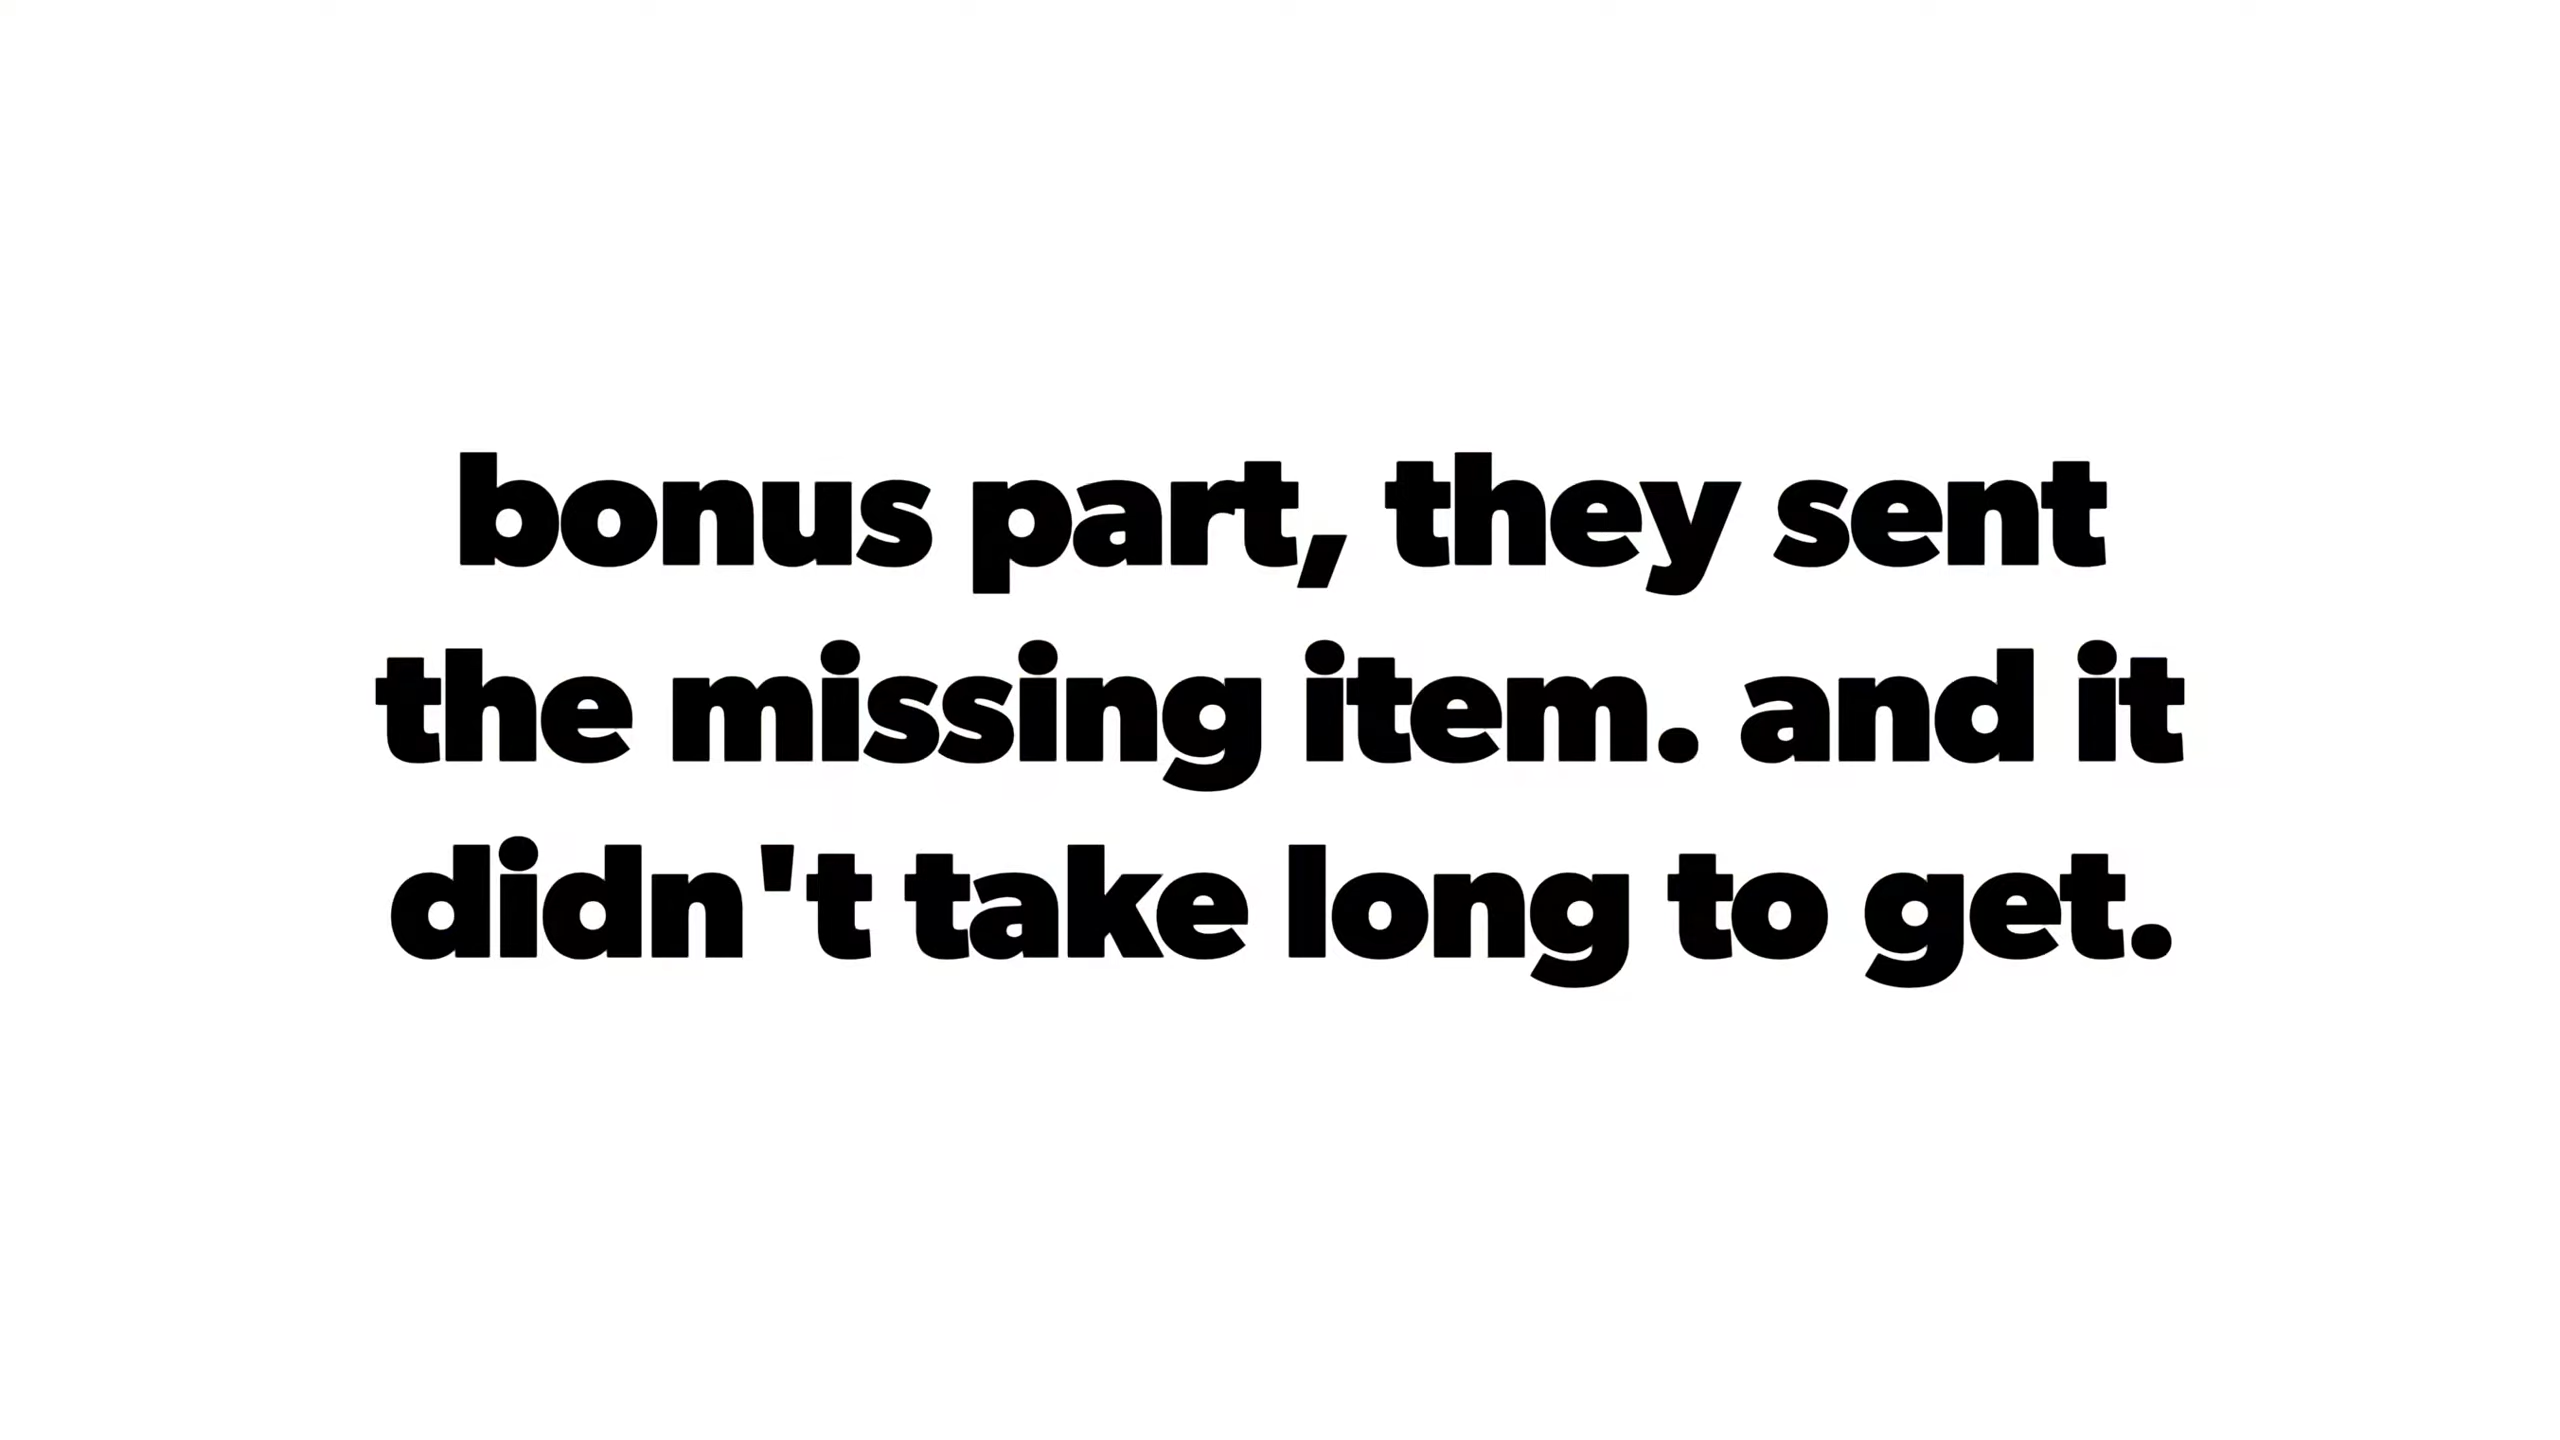 bonus part, they sent
the missing item. and it
didn't take long to get.